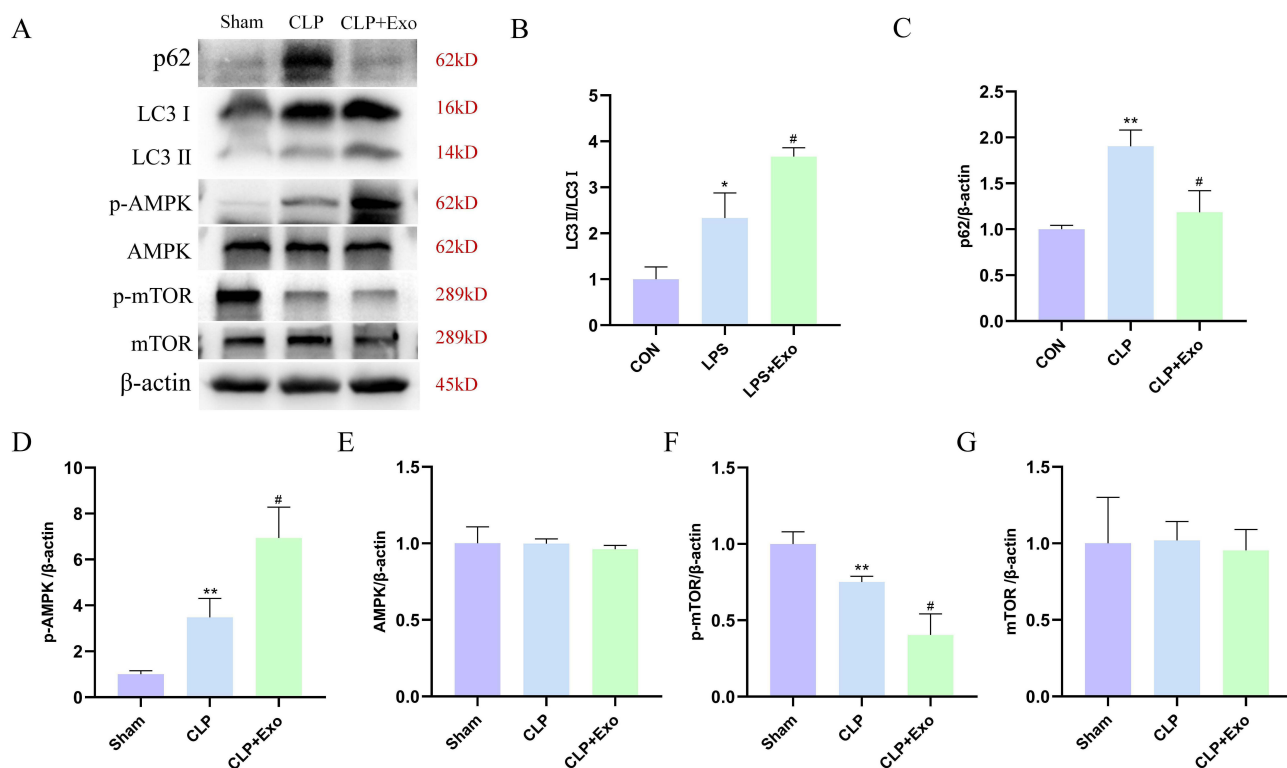 A
Sham CLP CLP+Exo
p62 62kD
LC3 I 16kD
LC3 II 14kD
p-AMPK 62kD
AMPK 62kD
p-mTOR 289kD
mTOR 289kD
β-actin 45kD
B
LC3 II/LC3 I
5
4
3
2
1
0
*
#
CON
LPS
LPS+Exo
C
p62/β-actin
2.5
2.0
1.5
1.0
0.5
0.0
**
#
CON
CLP
CLP+Exo
D
p-AMPK /β-actin
10
8
6
4
2
0
**
#
Sham
CLP
CLP+Exo
E
AMPK/β-actin
1.5
1.0
0.5
0.0
Sham
CLP
CLP+Exo
F
p-mTOR/β-actin
1.5
1.0
0.5
0.0
**
#
Sham
CLP
CLP+Exo
G
mTOR /β-actin
1.5
1.0
0.5
0.0
Sham
CLP
CLP+Exo